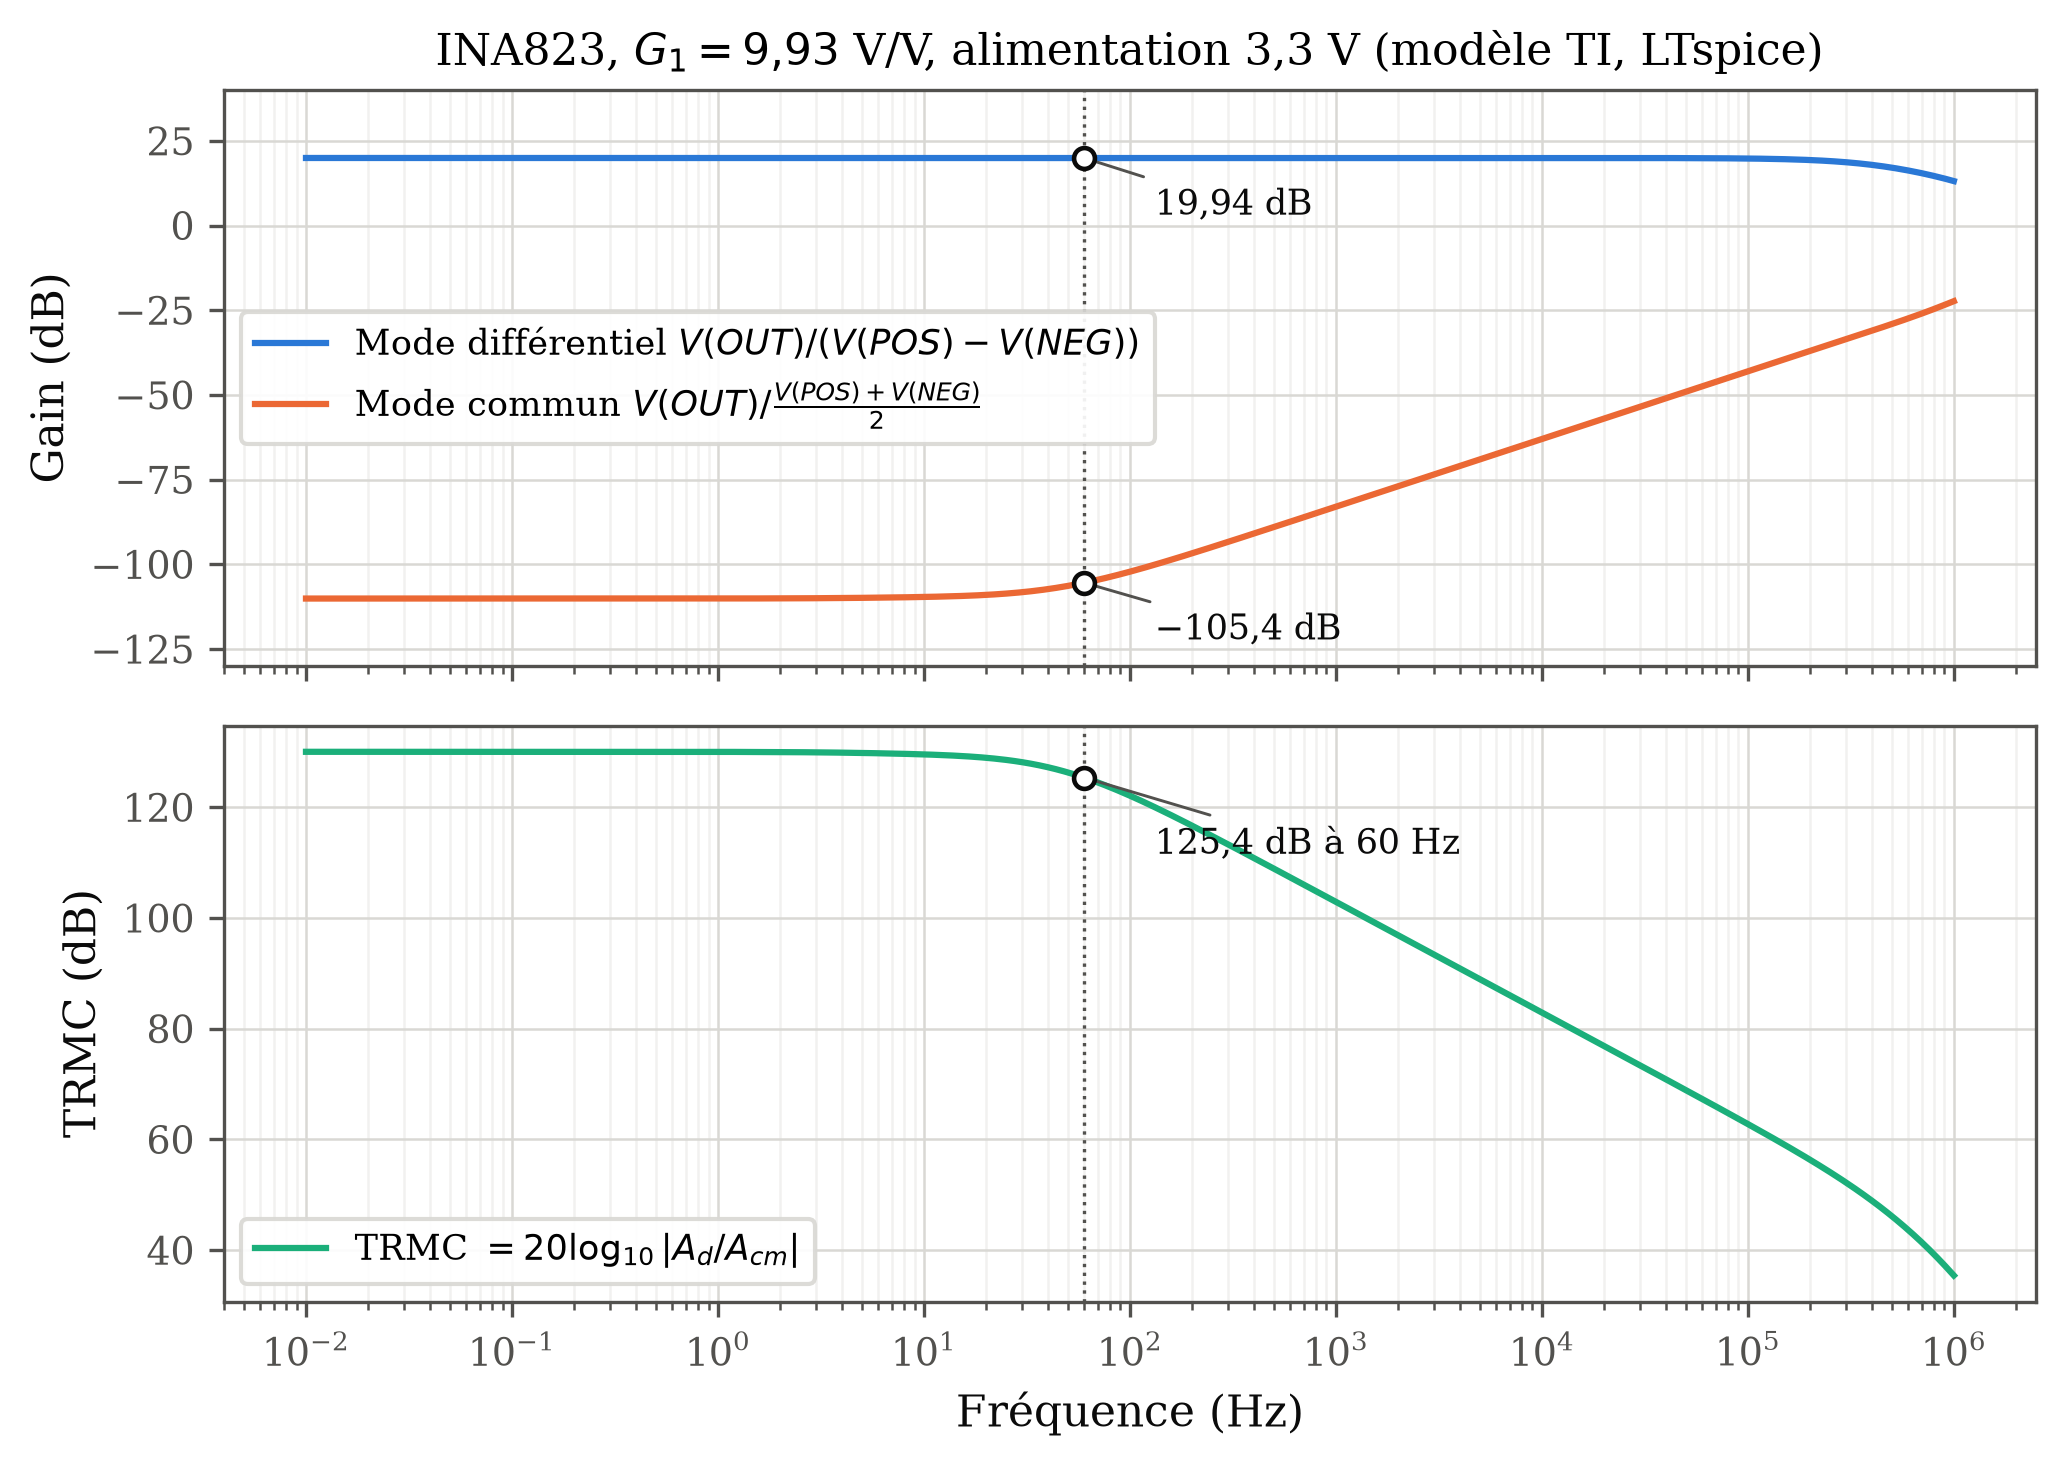 INA823, G₁ = 9,93 V/V, alimentation 3,3 V (modèle TI, LTspice)
Gain (dB)
25
0
−25
−50
−75
−100
−125
19,94 dB
Mode différentiel V(OUT)/(V(POS) − V(NEG))
Mode commun V(OUT)/\frac{V(POS) + V(NEG)}{2}
−105,4 dB
TRMC (dB)
120
100
80
60
40
125,4 dB à 60 Hz
TRMC = 20log₁₀ |A_d/A_{cm}|
10⁻² 10⁻¹ 10⁰ 10¹ 10² 10³ 10⁴ 10⁵ 10⁶
Fréquence (Hz)